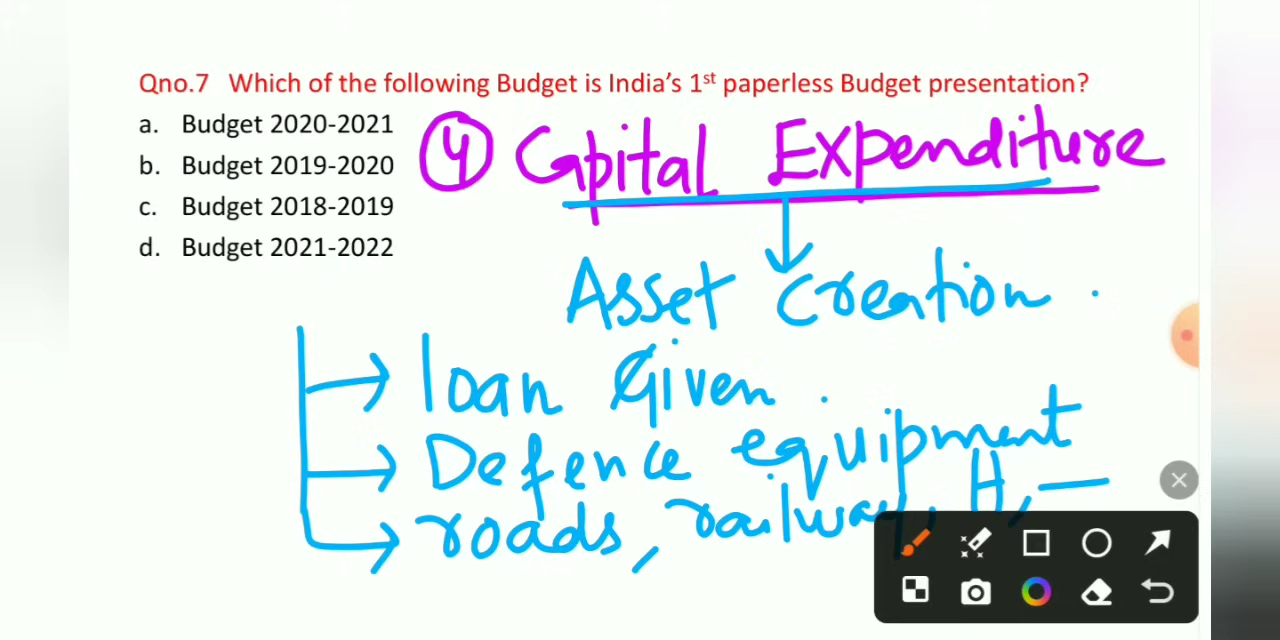 Qno.7 Which of the following Budget is India's 1st paperless Budget presentation?
a. Budget 2020-2021
b. Budget 2019-2020
c. Budget 2018-2019
d. Budget 2021-2022
④ Capital Expenditure
Asset Creation .
loan Given .
Defence equipment
roads, railway, H, —